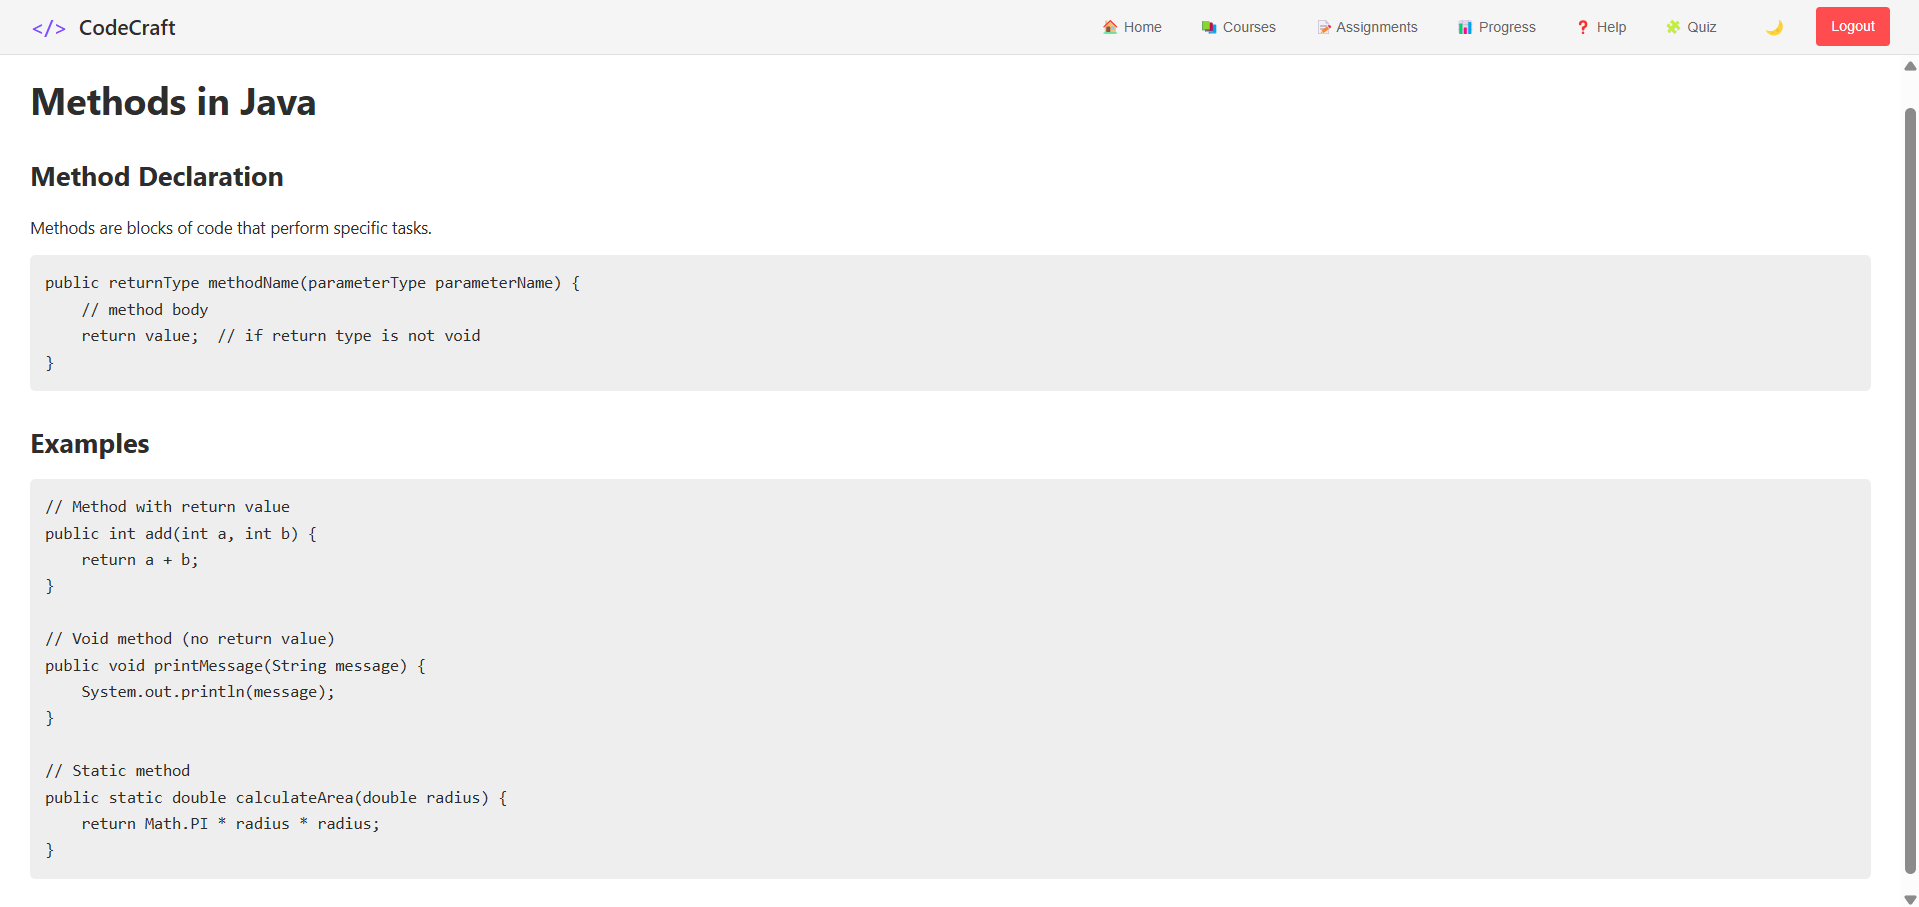 </> CodeCraft
Home Courses Assignments Progress Help Quiz Logout
Methods in Java
Method Declaration
Methods are blocks of code that perform specific tasks.
public returnType methodName(parameterType parameterName) {
    // method body
    return value;  // if return type is not void
}
Examples
// Method with return value
public int add(int a, int b) {
    return a + b;
}
// Void method (no return value)
public void printMessage(String message) {
    System.out.println(message);
}
// Static method
public static double calculateArea(double radius) {
    return Math.PI * radius * radius;
}